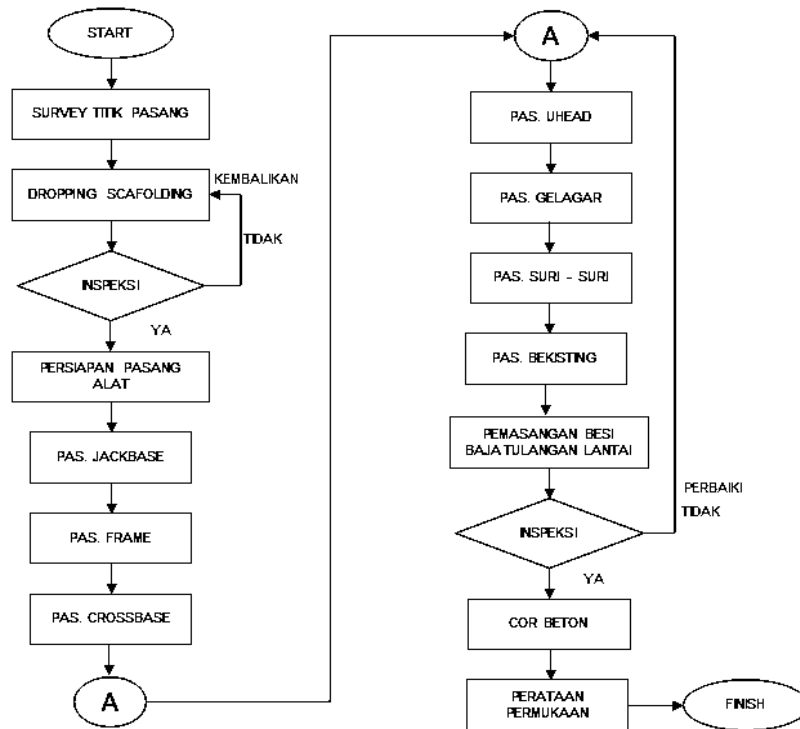 START
SURVEY TITIK PASANG
DROPPING SCAFOLDING
KEMBALIKAN
TIDAK
INSPEKSI
YA
PERSIAPAN PASANG
ALAT
PAS. JACKBASE
PAS. FRAME
PAS. CROSSBASE
A
A
PAS. UHEAD
PAS. GELAGAR
PAS. SURI - SURI
PAS. BEKISTING
PEMASANGAN BESI
BAJA TULANGAN LANTAI
PERBAIKI
TIDAK
INSPEKSI
YA
COR BETON
PERATAAN
PERMUKAAN
FINISH